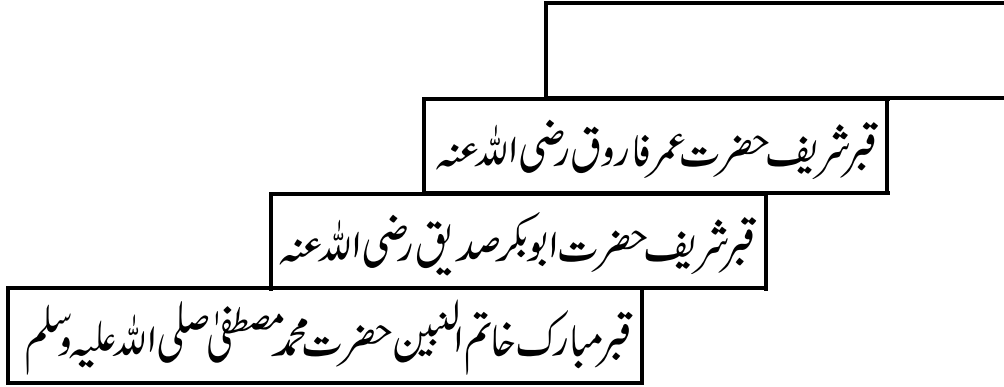 قبر شریف حضرت عمر فاروق رضی اللہ عنہ
قبر شریف حضرت ابوبکر صدیق رضی اللہ عنہ
قبر مبارک خاتم النبین حضرت محمد مصطفیٰ صلی اللہ علیہ وسلم